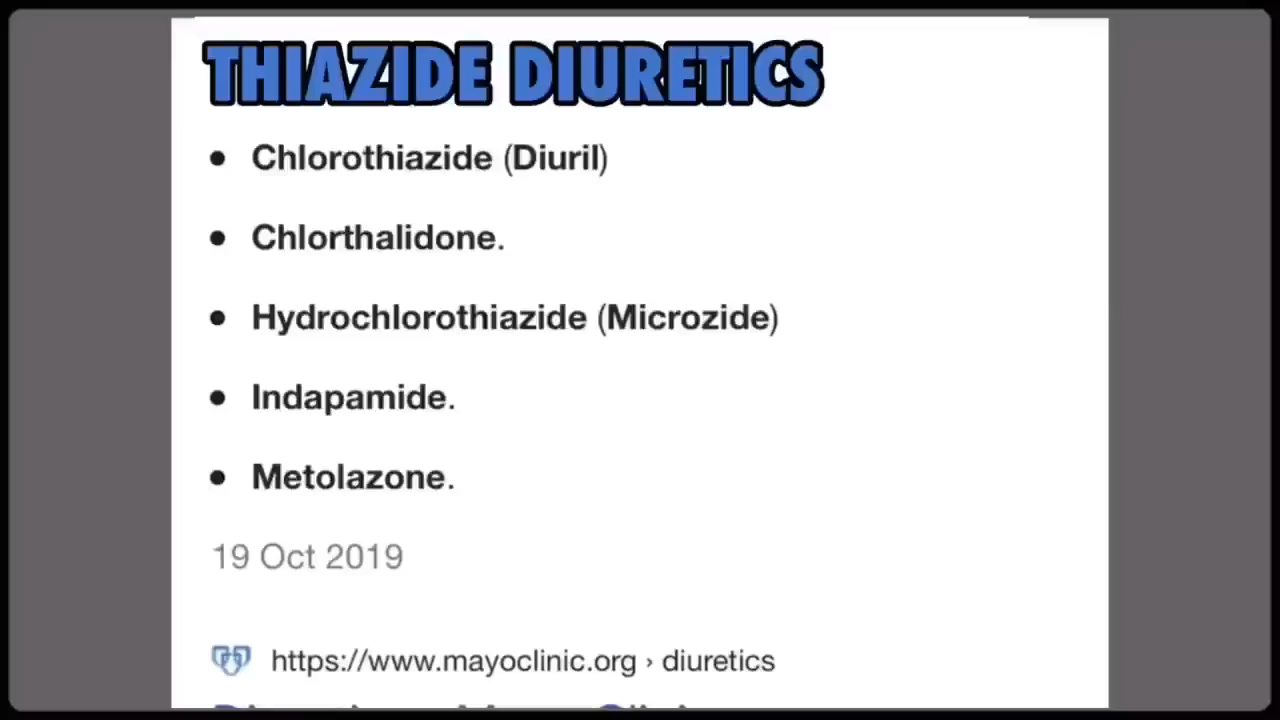 THIAZIDE DIURETICS
• Chlorothiazide (Diuril)
• Chlorthalidone.
• Hydrochlorothiazide (Microzide)
• Indapamide.
• Metolazone.
19 Oct 2019
https://www.mayoclinic.org › diuretics